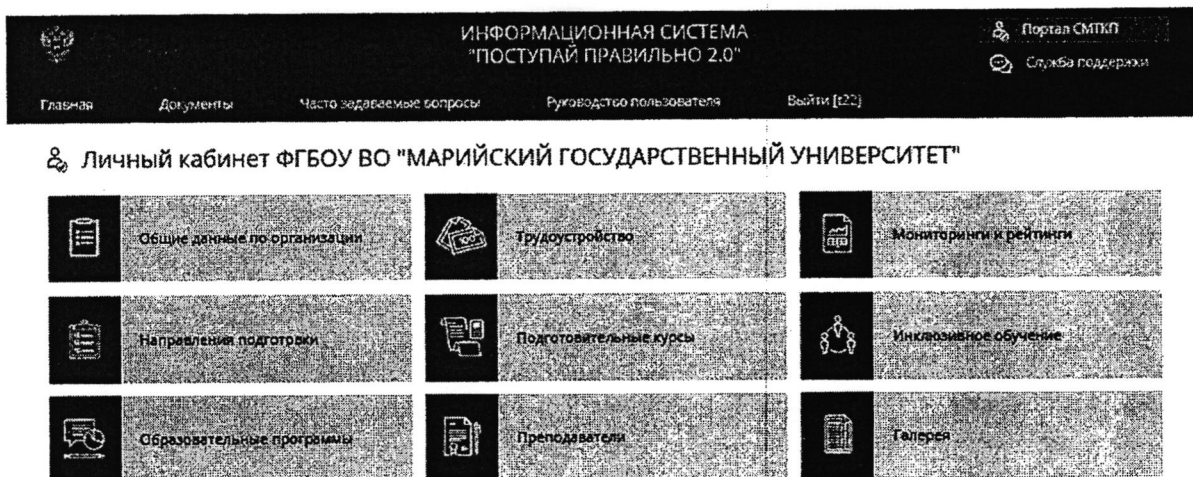 ИНФОРМАЦИОННАЯ СИСТЕМА
"ПОСТУПАЙ ПРАВИЛЬНО 2.0"
Портал СМТКП
Служба поддержки
Главная Документы Часто задаваемые вопросы Руководство пользователя Выйти [t22]
Личный кабинет ФГБОУ ВО "МАРИЙСКИЙ ГОСУДАРСТВЕННЫЙ УНИВЕРСИТЕТ"
Общие данные по организации Трудоустройство Мониторинги и рейтинги
Направления подготовки Подготовительные курсы Инклюзивное обучение
Образовательные программы Преподаватели Галерея